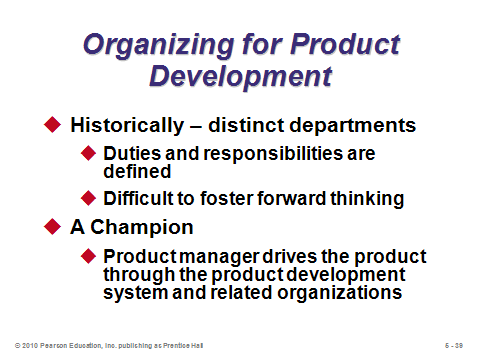 Organizing for Product
Development
Historically – distinct departments
Duties and responsibilities are
defined
Difficult to foster forward thinking
A Champion
Product manager drives the product
through the product development
system and related organizations
© 2010 Pearson Education, Inc. publishing as Prentice Hall
5 - 39